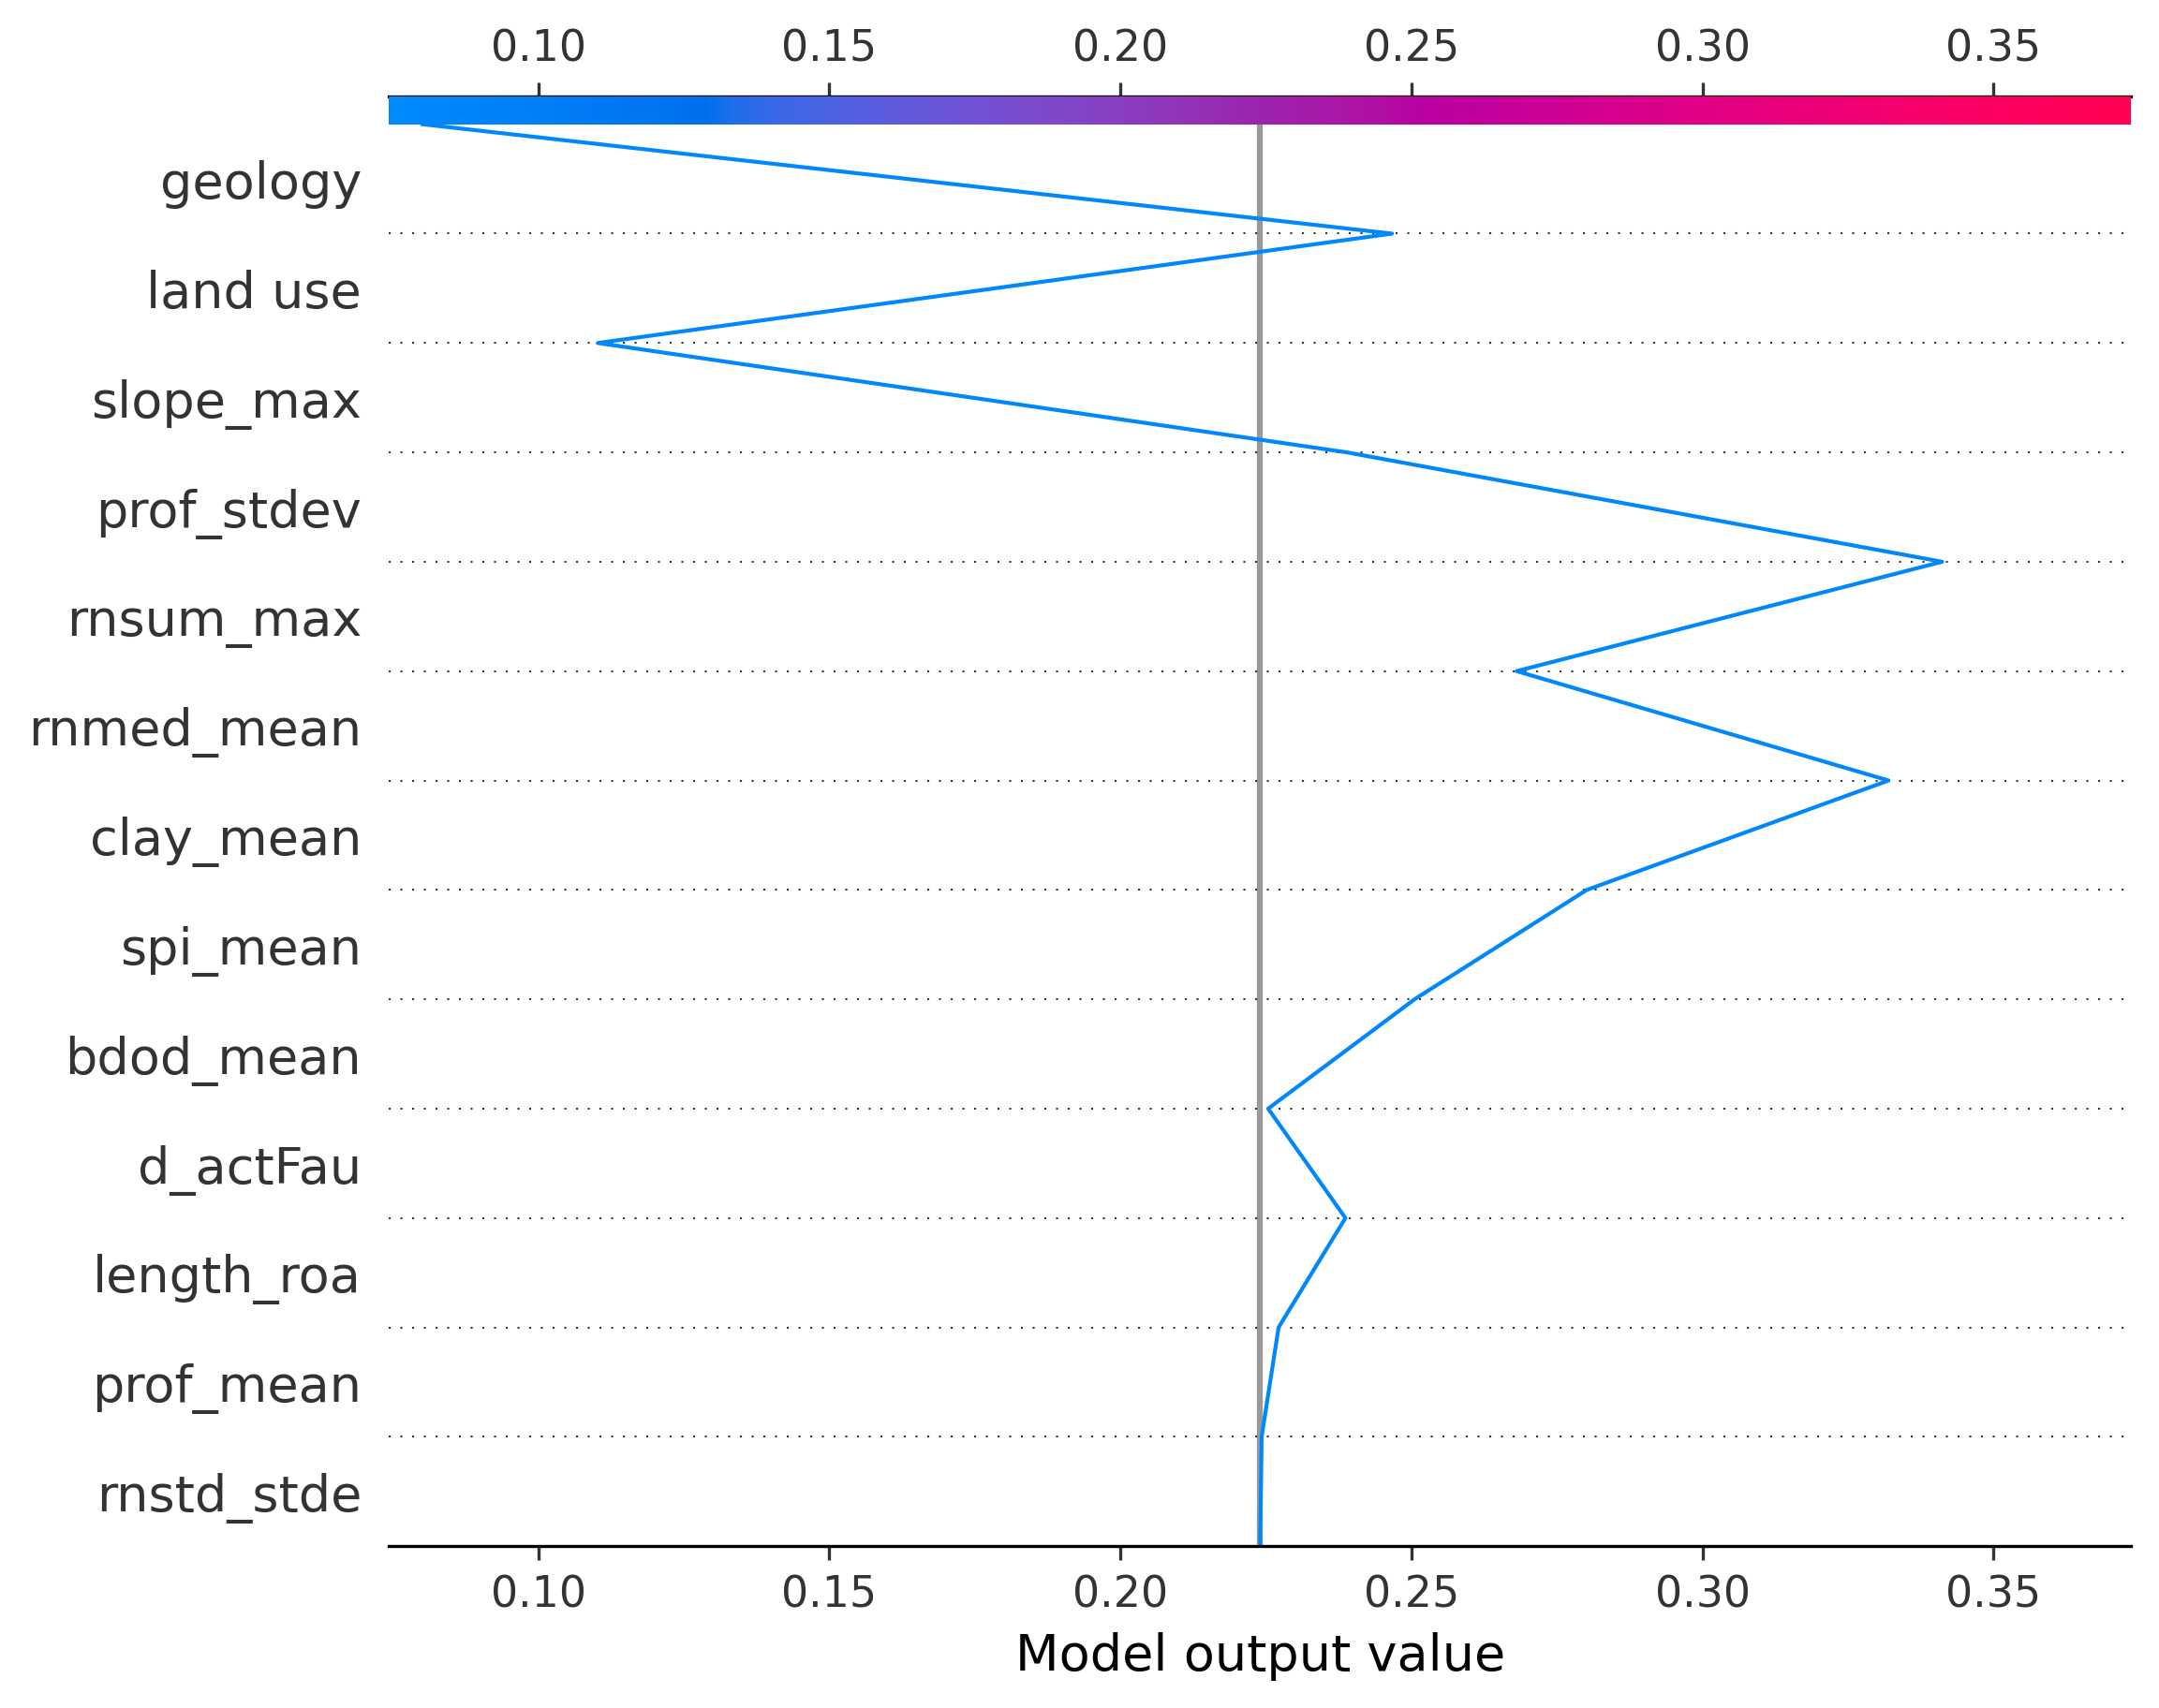 0.10 0.15 0.20 0.25 0.30 0.35
geology
land use
slope_max
prof_stdev
rnsum_max
rnmed_mean
clay_mean
spi_mean
bdod_mean
d_actFau
length_roa
prof_mean
rnstd_stde
0.10 0.15 0.20 0.25 0.30 0.35
Model output value